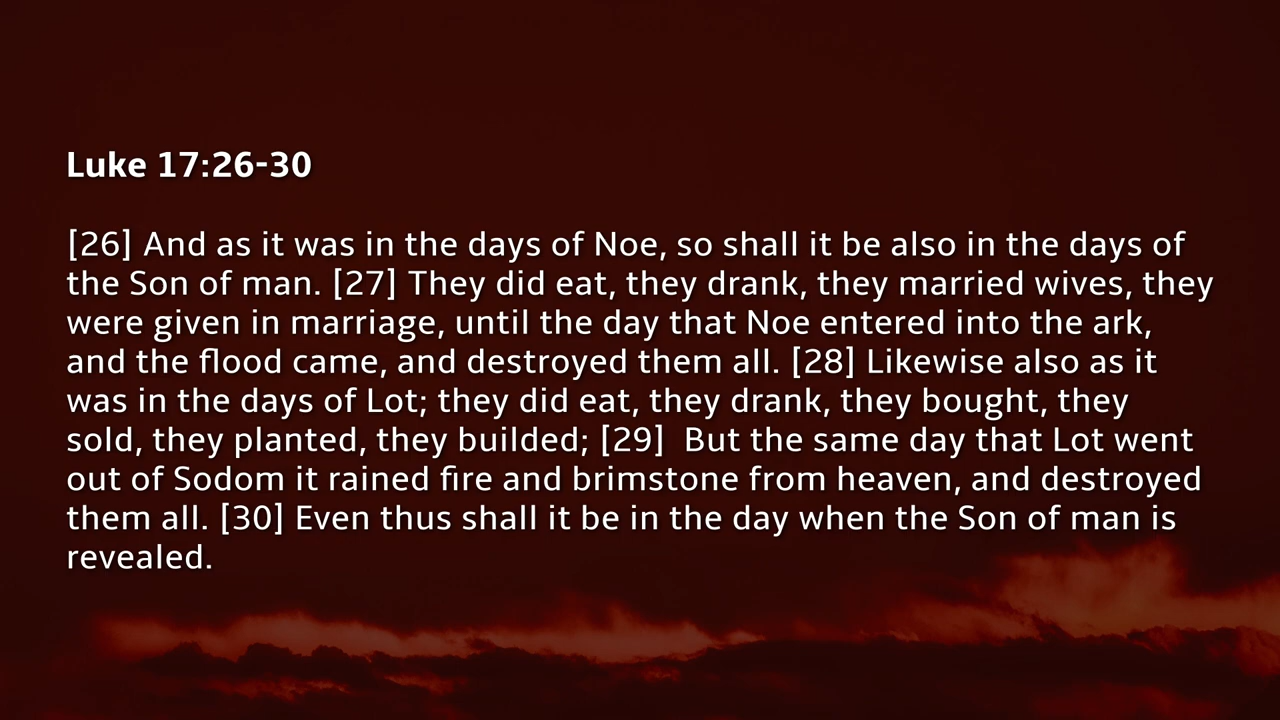 Luke 17:26-30
[26] And as it was in the days of Noe, so shall it be also in the days of
the Son of man. [27] They did eat, they drank, they married wives, they
were given in marriage, until the day that Noe entered into the ark,
and the flood came, and destroyed them all. [28] Likewise also as it
was in the days of Lot; they did eat, they drank, they bought, they
sold, they planted, they builded; [29]  But the same day that Lot went
out of Sodom it rained fire and brimstone from heaven, and destroyed
them all. [30] Even thus shall it be in the day when the Son of man is
revealed.